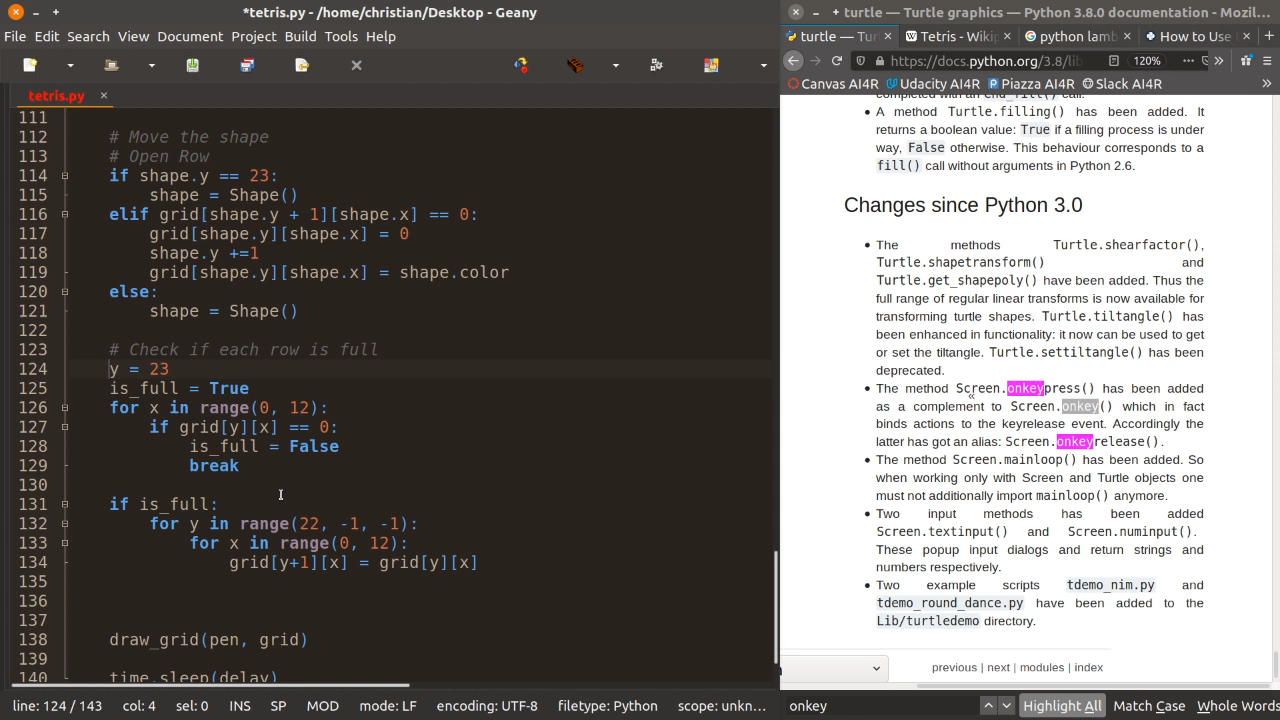 *tetris.py - /home/christian/Desktop - Geany
File Edit Search View Document Project Build Tools Help
tetris.py ×
111
112 # Move the shape
113 # Open Row
114 if shape.y == 23:
115 shape = Shape()
116 elif grid[shape.y + 1][shape.x] == 0:
117 grid[shape.y][shape.x] = 0
118 shape.y +=1
119 grid[shape.y][shape.x] = shape.color
120 else:
121 shape = Shape()
122
123 # Check if each row is full
124 y = 23
125 is_full = True
126 for x in range(0, 12):
127 if grid[y][x] == 0:
128 is_full = False
129 break
130
131 if is_full:
132 for y in range(22, -1, -1):
133 for x in range(0, 12):
134 grid[y+1][x] = grid[y][x]
135
136
137
138 draw_grid(pen, grid)
139
140 time.sleep(delay)
line: 124 / 143 col: 4 sel: 0 INS SP MOD mode: LF encoding: UTF-8 filetype: Python scope: unkn...
turtle — Turtle graphics — Python 3.8.0 documentation - Mozil...
turtle — Tur × Tetris - Wikip × python lamb × How to Use ×
https://docs.python.org/3.8/lib 120%
Canvas AI4R Udacity AI4R Piazza AI4R Slack AI4R »
completed with an end_fill() call.
A method Turtle.filling() has been added. It
returns a boolean value: True if a filling process is under
way, False otherwise. This behaviour corresponds to a
fill() call without arguments in Python 2.6.
Changes since Python 3.0
The methods Turtle.shearfactor(),
Turtle.shapetransform() and
Turtle.get_shapepoly() have been added. Thus the
full range of regular linear transforms is now available for
transforming turtle shapes. Turtle.tiltangle() has
been enhanced in functionality: it now can be used to get
or set the tiltangle. Turtle.settiltangle() has been
deprecated.
The method Screen.onkeypress() has been added
as a complement to Screen.onkey() which in fact
binds actions to the keyrelease event. Accordingly the
latter has got an alias: Screen.onkeyrelease().
The method Screen.mainloop() has been added. So
when working only with Screen and Turtle objects one
must not additionally import mainloop() anymore.
Two input methods has been added
Screen.textinput() and Screen.numinput().
These popup input dialogs and return strings and
numbers respectively.
Two example scripts tdemo_nim.py and
tdemo_round_dance.py have been added to the
Lib/turtledemo directory.
«
previous | next | modules | index
onkey Highlight All Match Case Whole Words